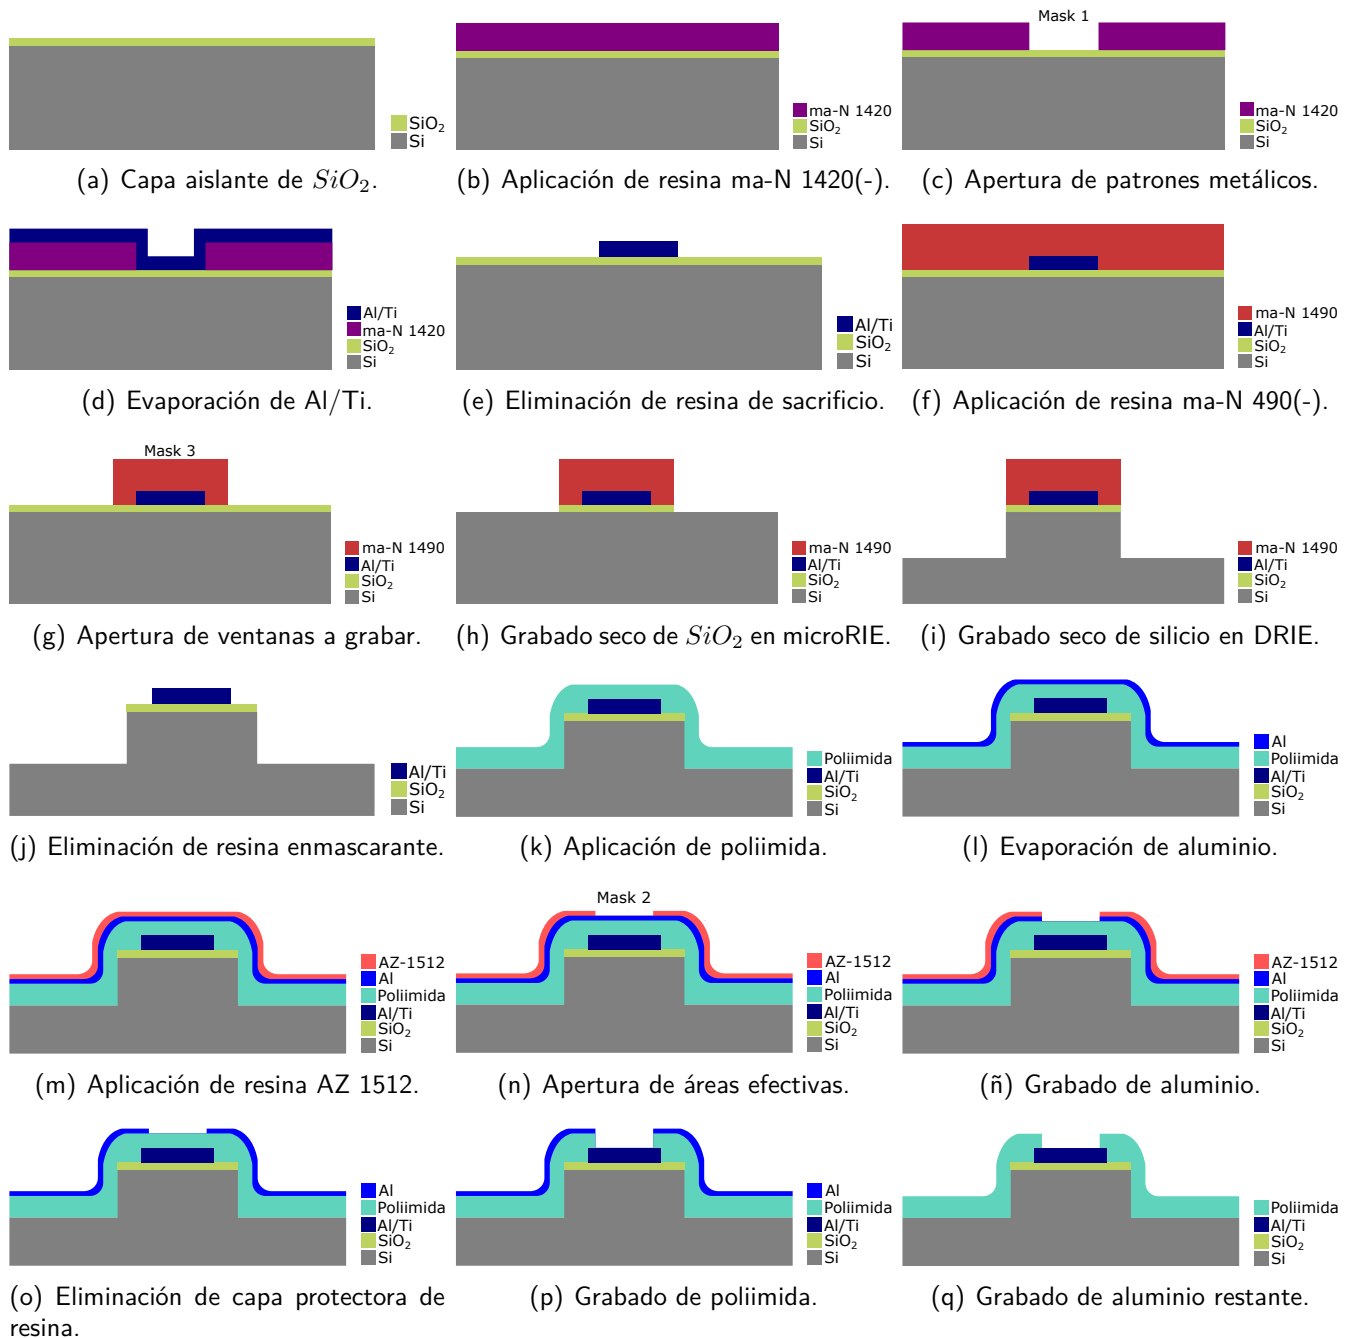 SiO₂
Si
(a) Capa aislante de SiO₂.
ma-N 1420
SiO₂
Si
(b) Aplicación de resina ma-N 1420(-).
Mask 1
ma-N 1420
SiO₂
Si
(c) Apertura de patrones metálicos.
Al/Ti
ma-N 1420
SiO₂
Si
(d) Evaporación de Al/Ti.
Al/Ti
SiO₂
Si
(e) Eliminación de resina de sacrificio.
ma-N 1490
Al/Ti
SiO₂
Si
(f) Aplicación de resina ma-N 490(-).
Mask 3
ma-N 1490
Al/Ti
SiO₂
Si
(g) Apertura de ventanas a grabar.
ma-N 1490
Al/Ti
SiO₂
Si
(h) Grabado seco de SiO₂ en microRIE.
ma-N 1490
Al/Ti
SiO₂
Si
(i) Grabado seco de silicio en DRIE.
Al/Ti
SiO₂
Si
(j) Eliminación de resina enmascarante.
Poliimida
Al/Ti
SiO₂
Si
(k) Aplicación de poliimida.
Al
Poliimida
Al/Ti
SiO₂
Si
(l) Evaporación de aluminio.
AZ-1512
Al
Poliimida
Al/Ti
SiO₂
Si
(m) Aplicación de resina AZ 1512.
Mask 2
AZ-1512
Al
Poliimida
Al/Ti
SiO₂
Si
(n) Apertura de áreas efectivas.
AZ-1512
Al
Poliimida
Al/Ti
SiO₂
Si
(ñ) Grabado de aluminio.
Al
Poliimida
Al/Ti
SiO₂
Si
(o) Eliminación de capa protectora de
resina.
Al
Poliimida
Al/Ti
SiO₂
Si
(p) Grabado de poliimida.
Poliimida
Al/Ti
SiO₂
Si
(q) Grabado de aluminio restante.